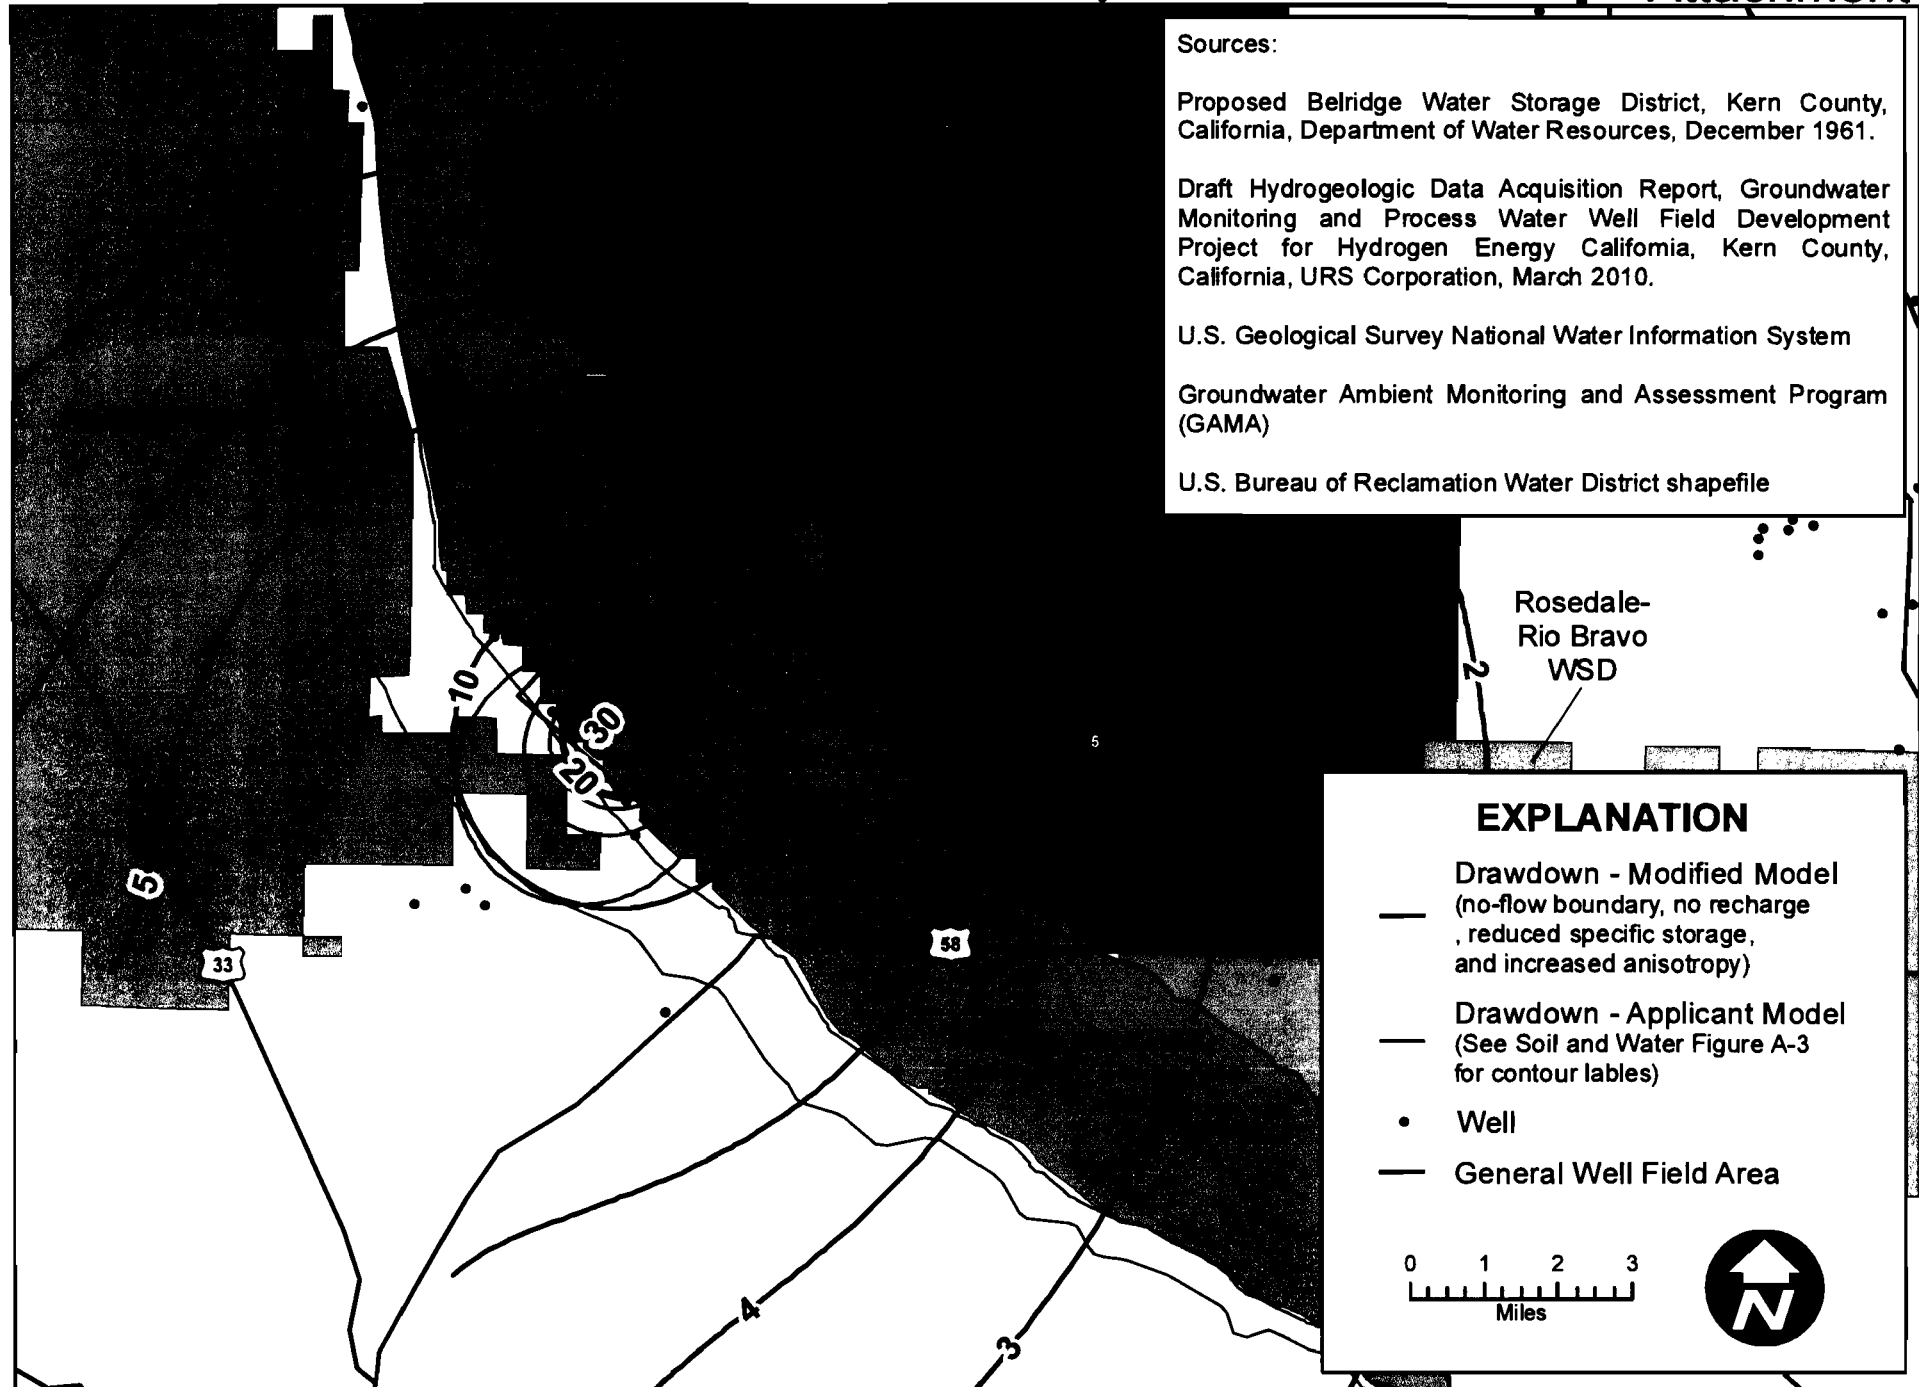 Sources:
Proposed Belridge Water Storage District, Kern County,
California, Department of Water Resources, December 1961.
Draft Hydrogeologic Data Acquisition Report, Groundwater
Monitoring and Process Water Well Field Development
Project for Hydrogen Energy California, Kern County,
California, URS Corporation, March 2010.
U.S. Geological Survey National Water Information System
Groundwater Ambient Monitoring and Assessment Program
(GAMA)
U.S. Bureau of Reclamation Water District shapefile
Rosedale-
Rio Bravo
WSD
2
10
30
20
5
5
33
58
4
3
EXPLANATION
Drawdown - Modified Model
(no-flow boundary, no recharge
, reduced specific storage,
and increased anisotropy)
Drawdown - Applicant Model
(See Soil and Water Figure A-3
for contour lables)
Well
General Well Field Area
0 1 2 3
Miles
N